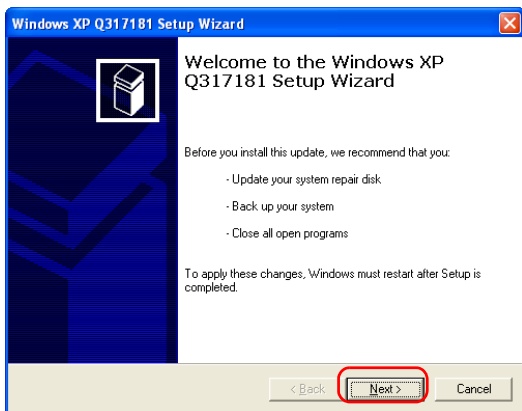 Windows XP Q317181 Setup Wizard
Welcome to the Windows XP
Q317181 Setup Wizard
Before you install this update, we recommend that you:
- Update your system repair disk
- Back up your system
- Close all open programs
To apply these changes, Windows must restart after Setup is
completed.
< Back
Next >
Cancel